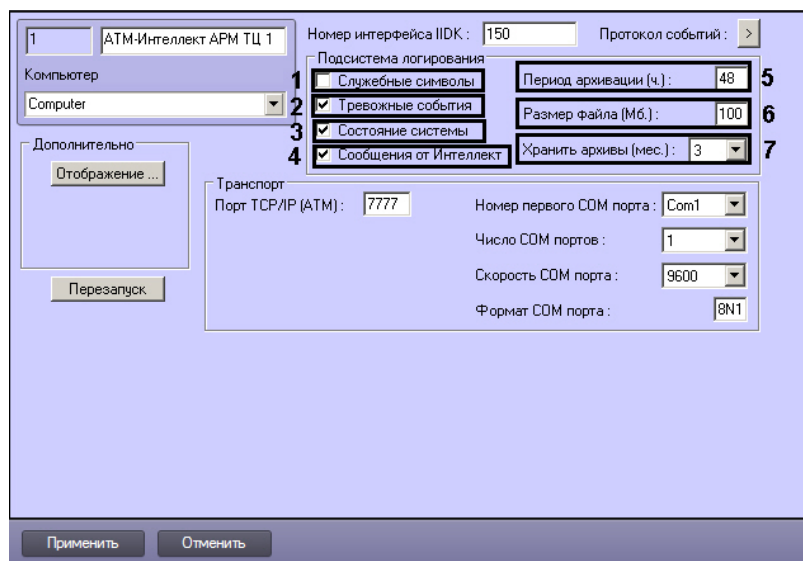 1 АТМ-Интеллект АРМ ТЦ 1
Компьютер
Computer
Номер интерфейса IIDK : 150 Протокол событий : >
Подсистема логирования
1 Служебные символы
2 Тревожные события
3 Состояние системы
4 Сообщения от Интеллект
Период архивации (ч.) : 48 5
Размер файла (Мб.) : 100 6
Хранить архивы (мес.) : 3 7
Дополнительно
Отображение ...
Перезапуск
Транспорт
Порт TCP/IP (ATM) : 7777
Номер первого COM порта : Com1
Число COM портов : 1
Скорость COM порта : 9600
Формат COM порта : 8N1
Применить Отменить